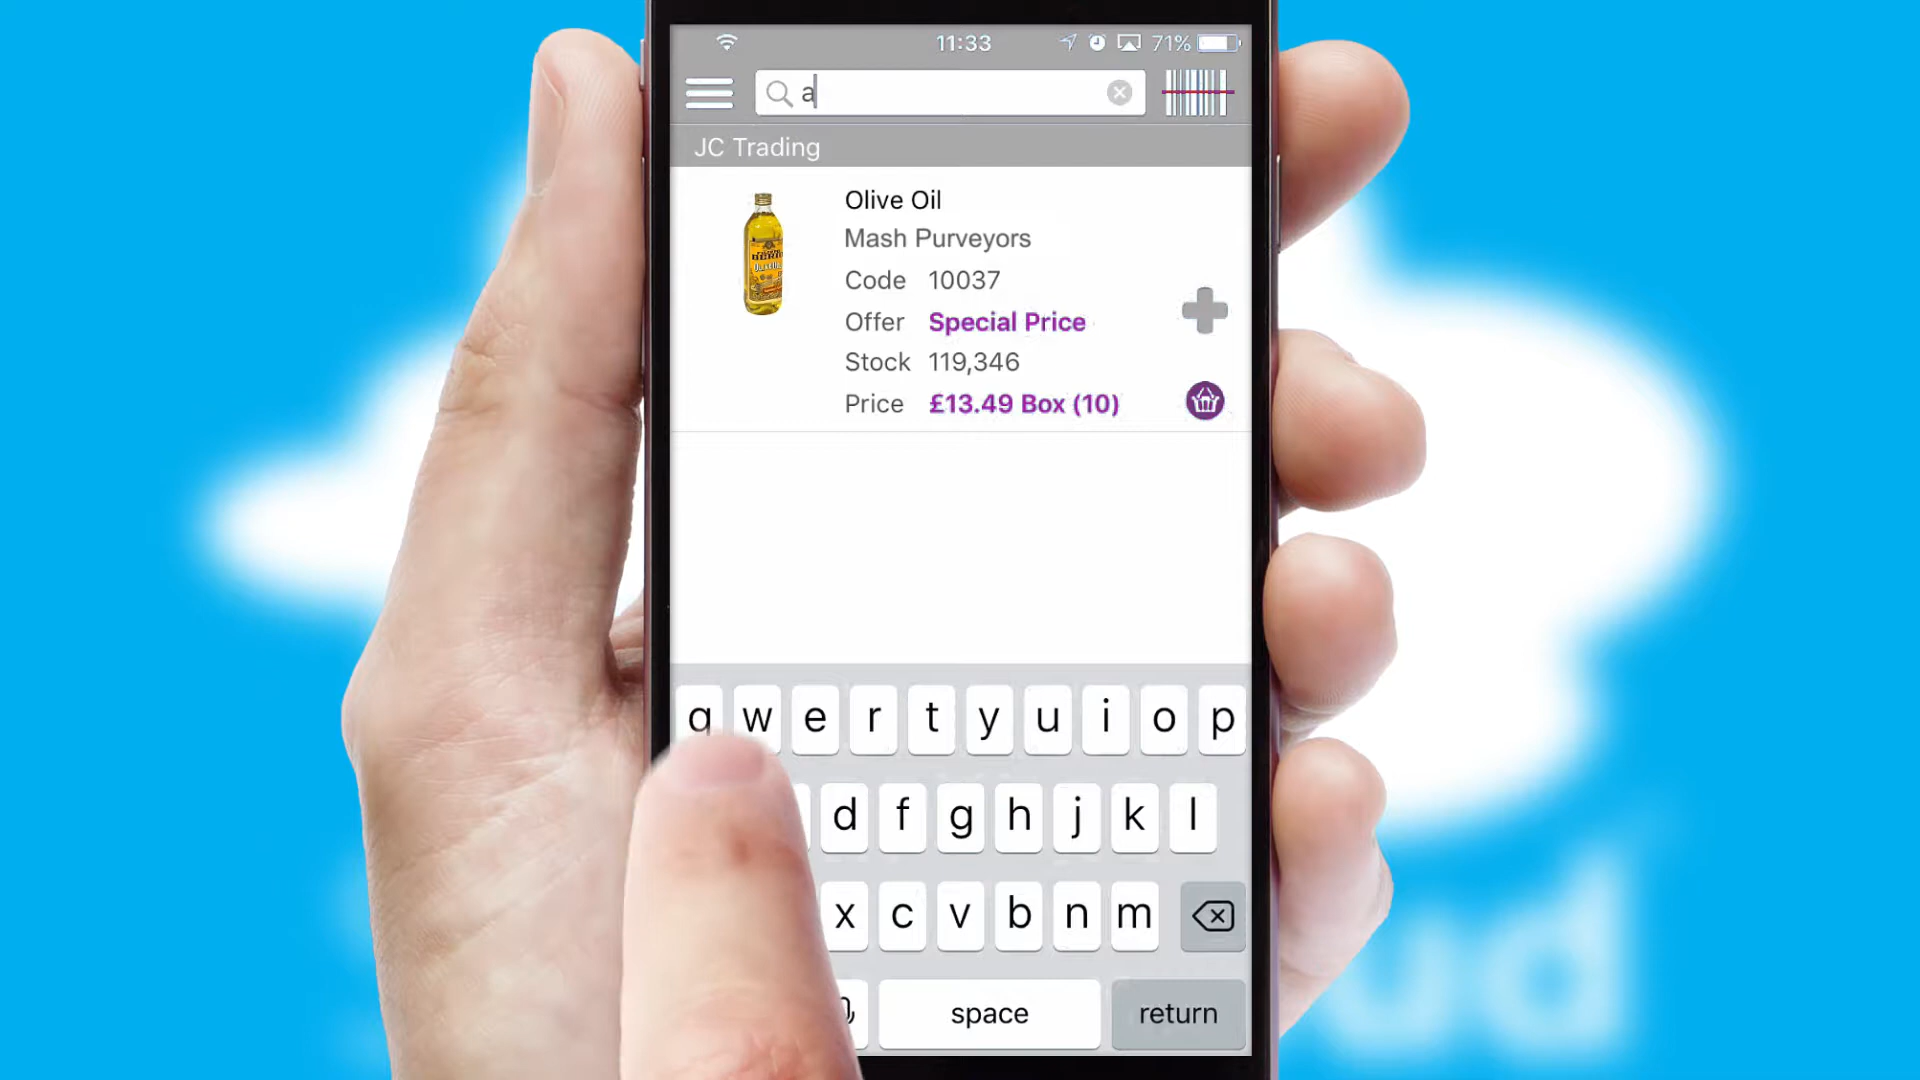 11:33 71%
a
JC Trading
Olive Oil
Mash Purveyors
Code 10037
Offer Special Price
Stock 119,346
Price £13.49 Box (10)
q w e r t y u i o p
d f g h j k l
x c v b n m
space return
ud